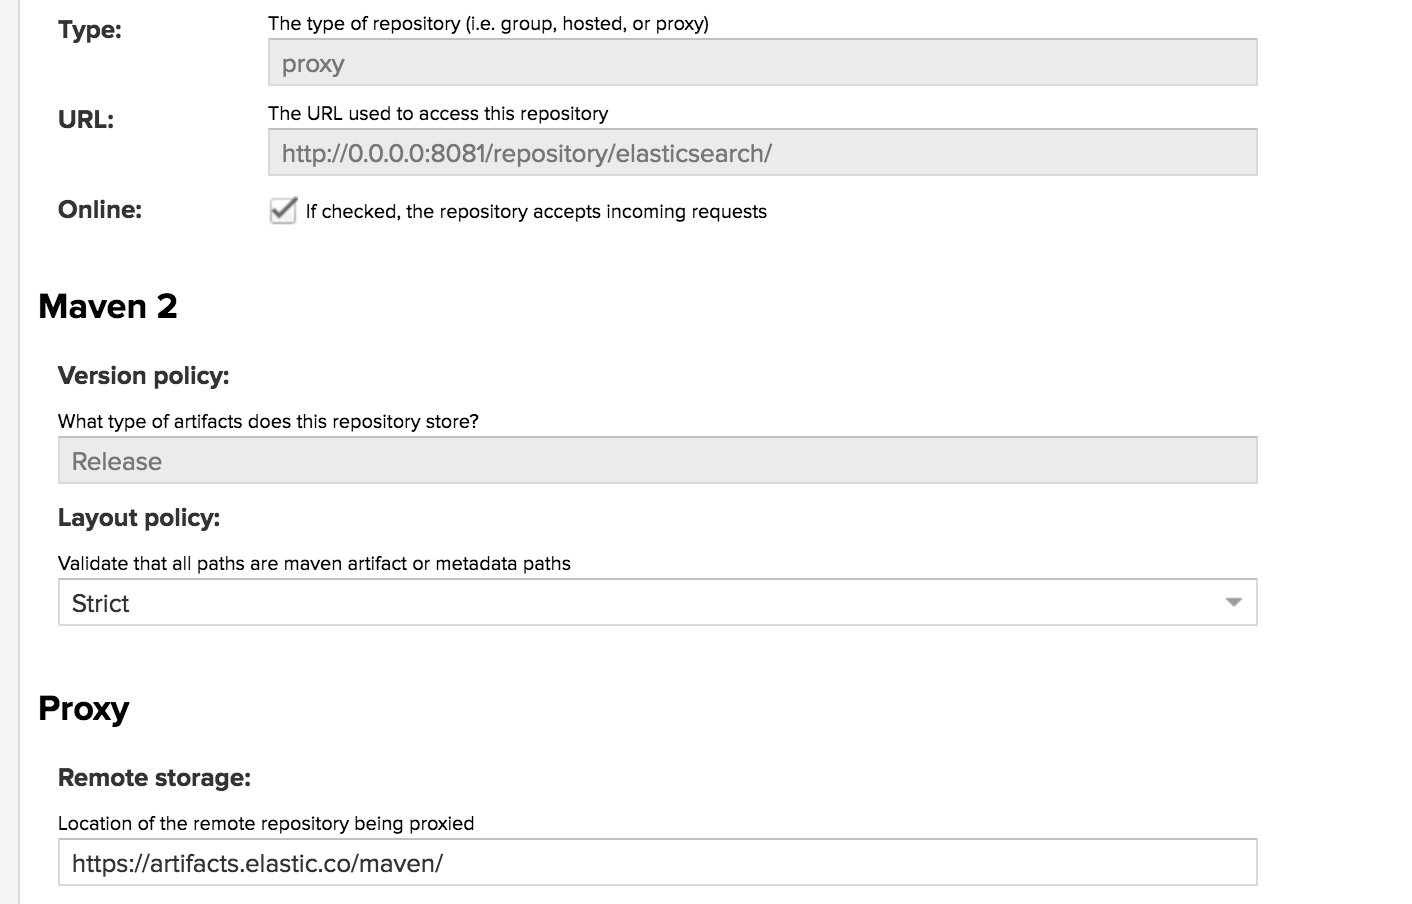 Type:
The type of repository (i.e. group, hosted, or proxy)
proxy
URL:
The URL used to access this repository
http://0.0.0.0:8081/repository/elasticsearch/
Online:
If checked, the repository accepts incoming requests
Maven 2
Version policy:
What type of artifacts does this repository store?
Release
Layout policy:
Validate that all paths are maven artifact or metadata paths
Strict
Proxy
Remote storage:
Location of the remote repository being proxied
https://artifacts.elastic.co/maven/